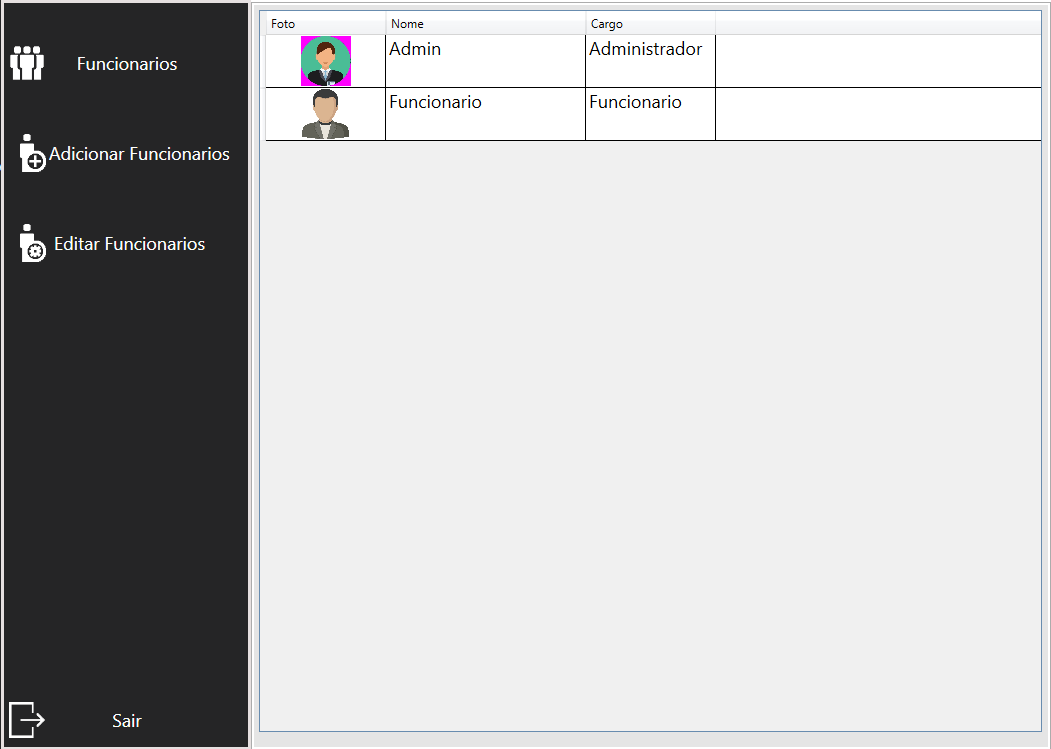 Funcionarios
Adicionar Funcionarios
Editar Funcionarios
Sair
Foto Nome Cargo
Admin Administrador
Funcionario Funcionario